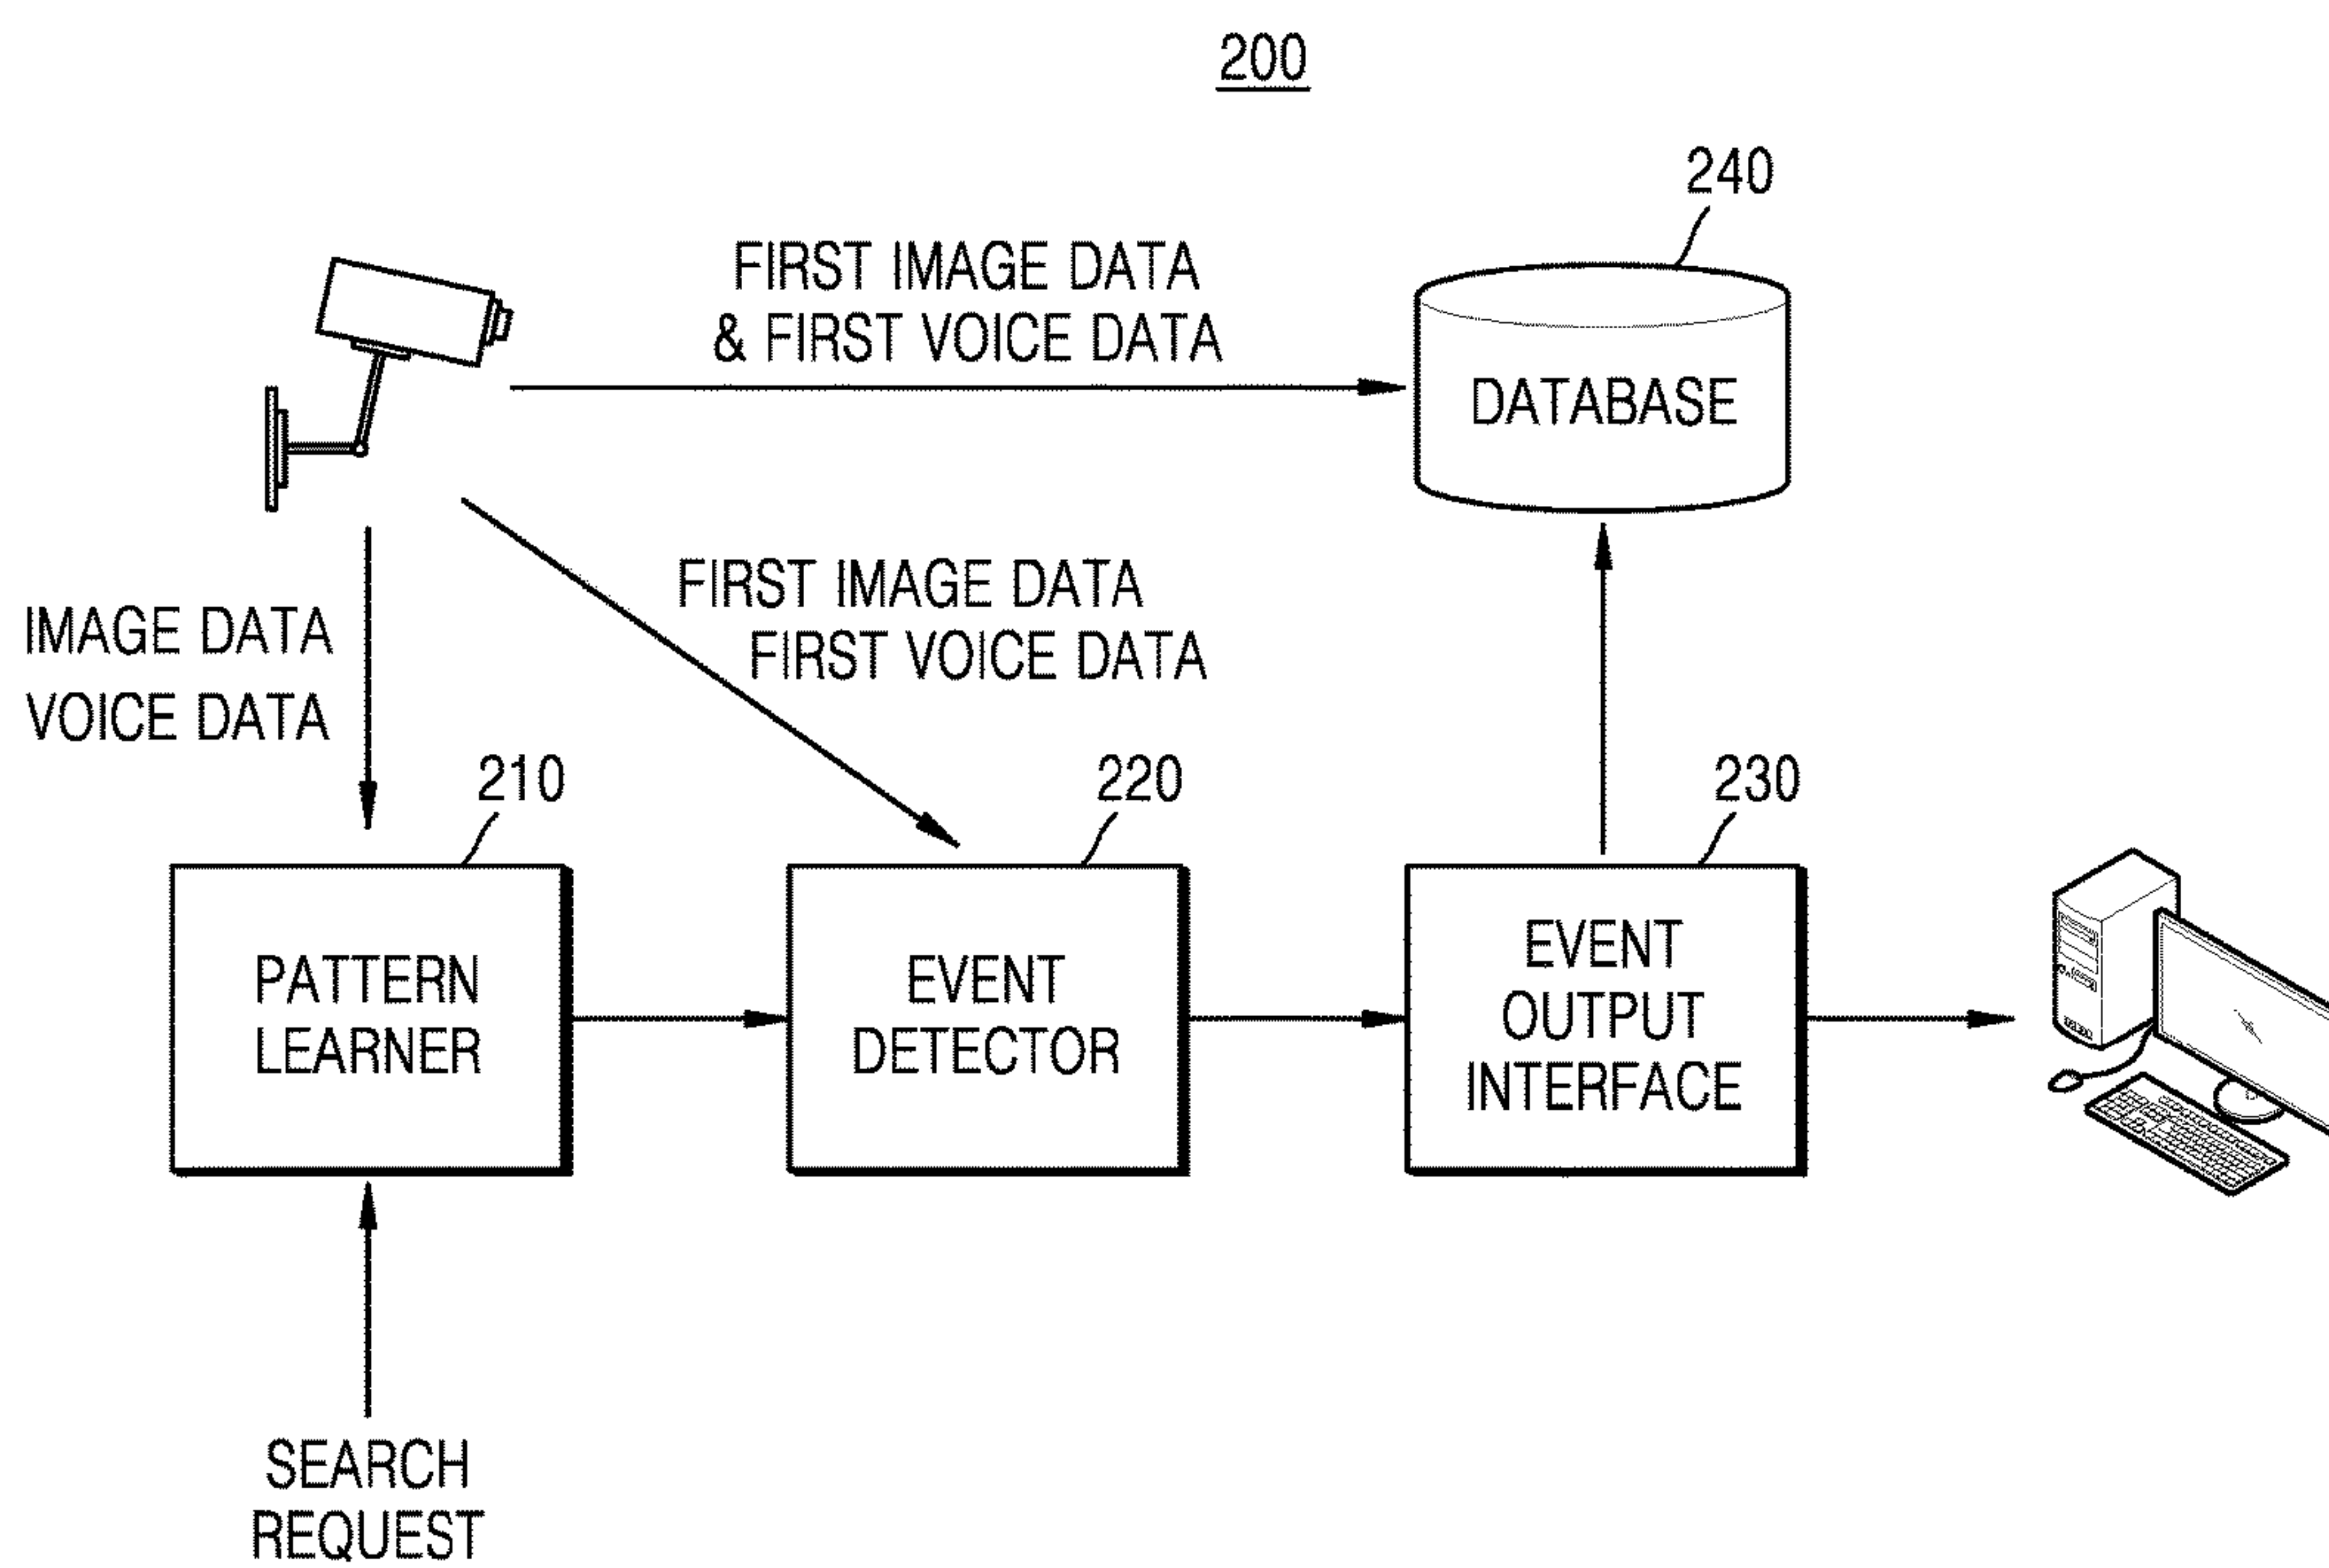 200
240
FIRST IMAGE DATA
& FIRST VOICE DATA
DATABASE
FIRST IMAGE DATA
FIRST VOICE DATA
IMAGE DATA
VOICE DATA
210
220
230
PATTERN
LEARNER
EVENT
DETECTOR
EVENT
OUTPUT
INTERFACE
SEARCH
REQUEST